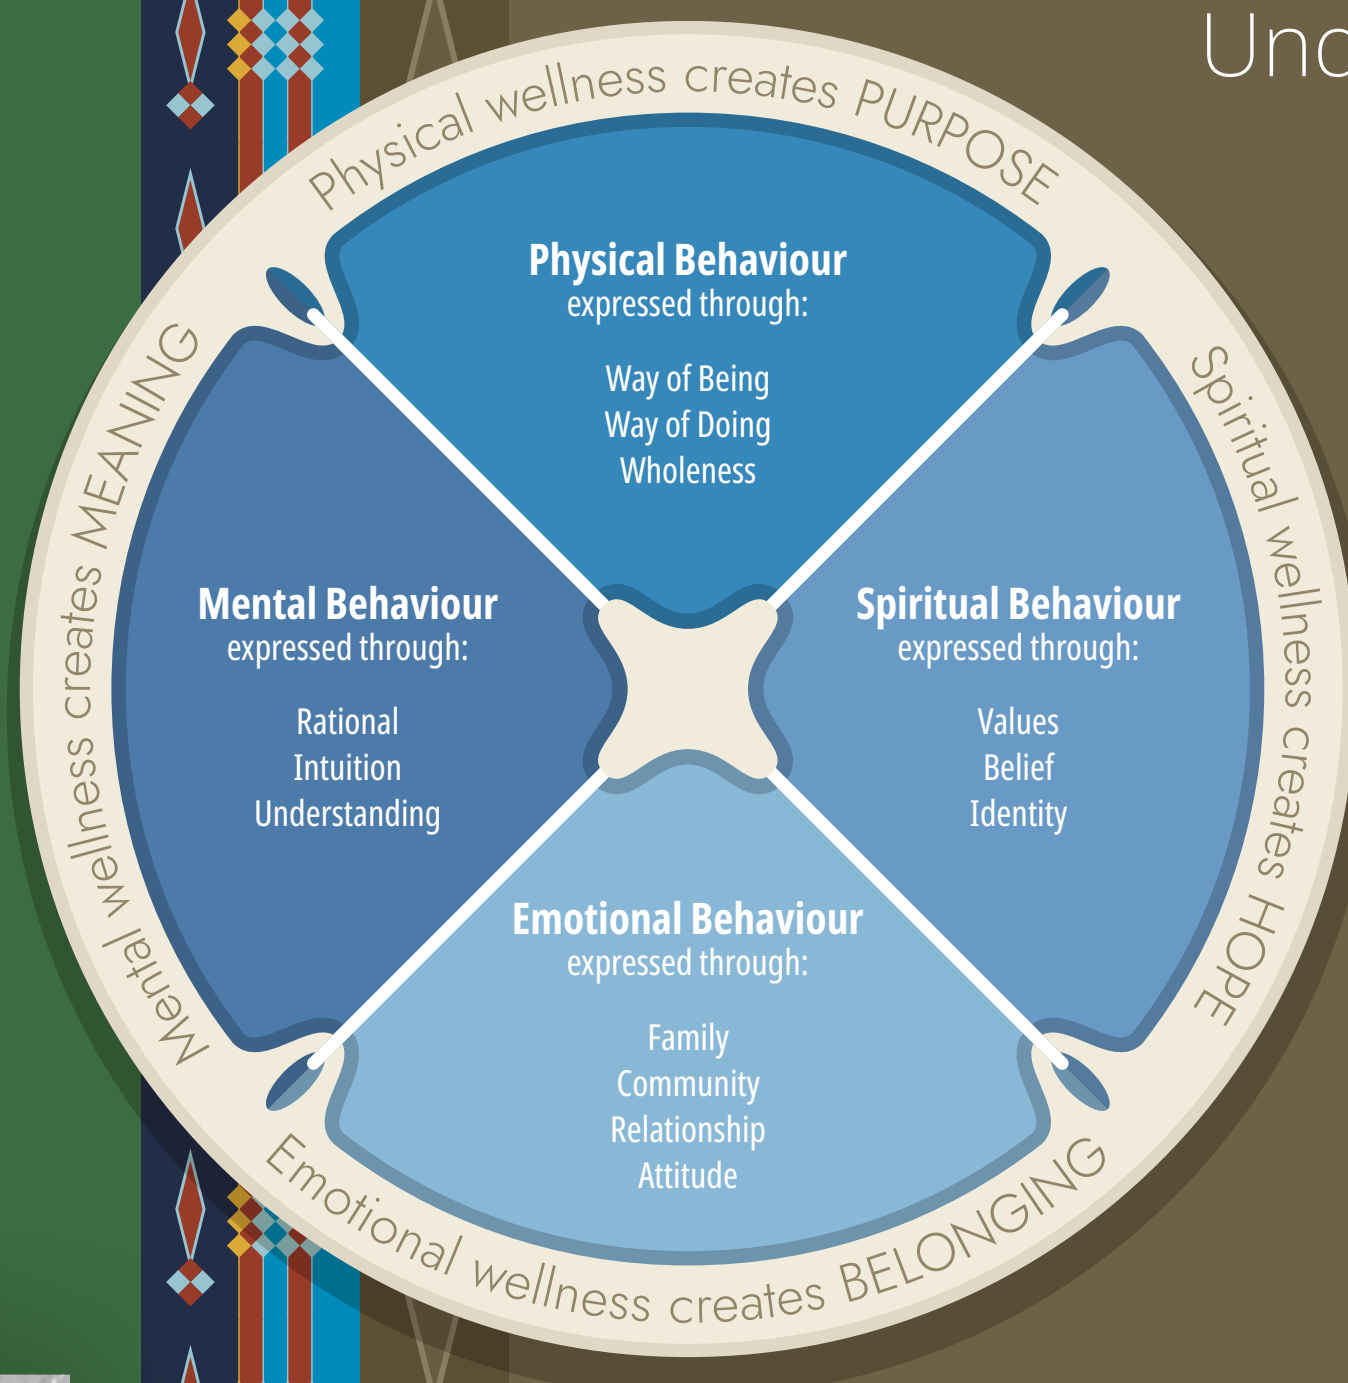 Physical wellness creates PURPOSE
Physical Behaviour
expressed through:
Way of Being
Way of Doing
Wholeness
Spiritual wellness creates HOPE
Spiritual Behaviour
expressed through:
Values
Belief
Identity
Mental wellness creates MEANING
Mental Behaviour
expressed through:
Rational
Intuition
Understanding
Emotional Behaviour
expressed through:
Family
Community
Relationship
Attitude
Emotional wellness creates BELONGING